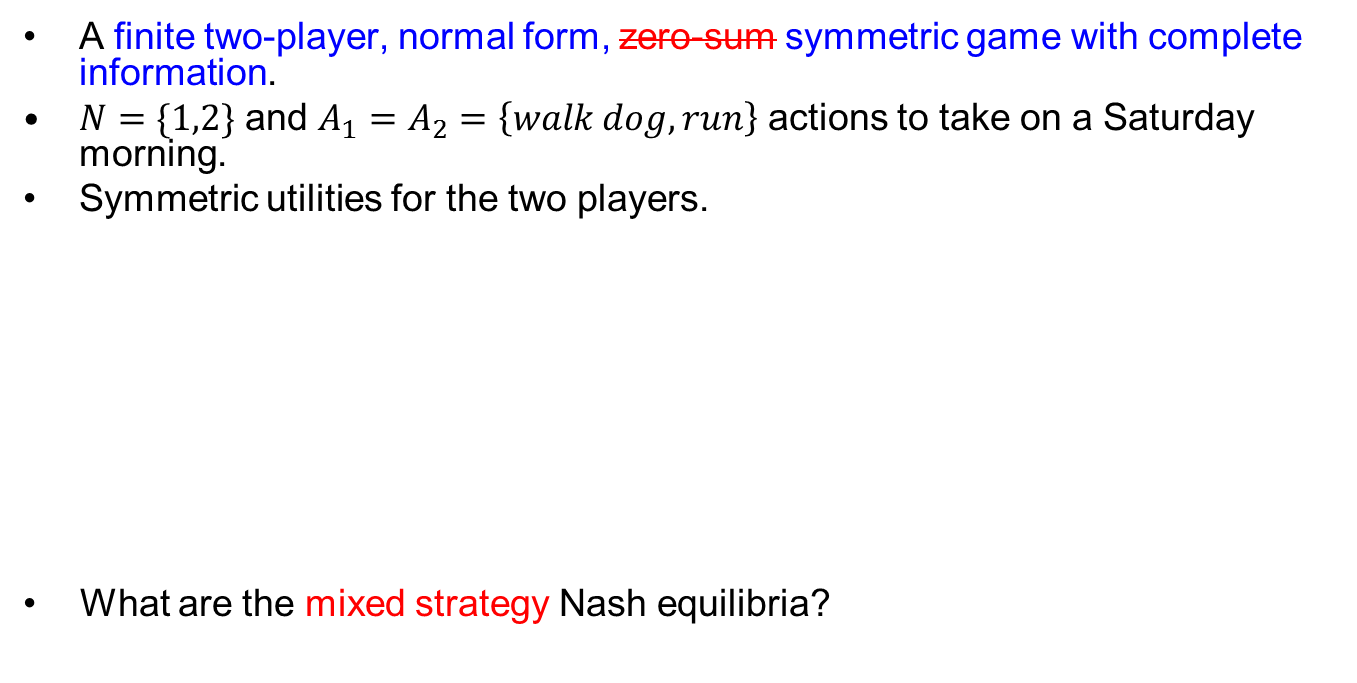 • A finite two-player, normal form, zero-sum symmetric game with complete
information.
• N = {1,2} and A₁ = A₂ = {walk dog, run} actions to take on a Saturday
morning.
• Symmetric utilities for the two players.
• What are the mixed strategy Nash equilibria?